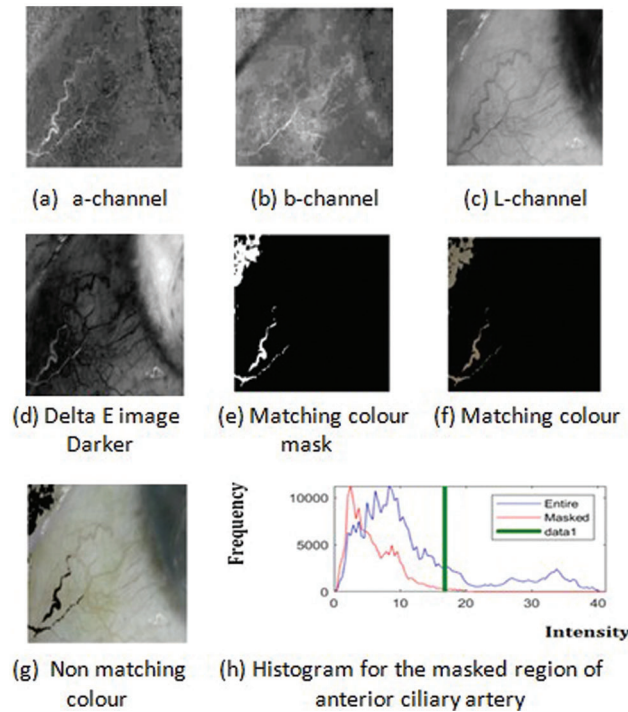 (a) a-channel
(b) b-channel
(c) L-channel
(d) Delta E image
Darker
(e) Matching colour
mask
(f) Matching colour
Frequency
10000
5000
0
0
10
20
30
40
Entire
Masked
data1
Intensity
(g) Non matching
colour
(h) Histogram for the masked region of
anterior ciliary artery